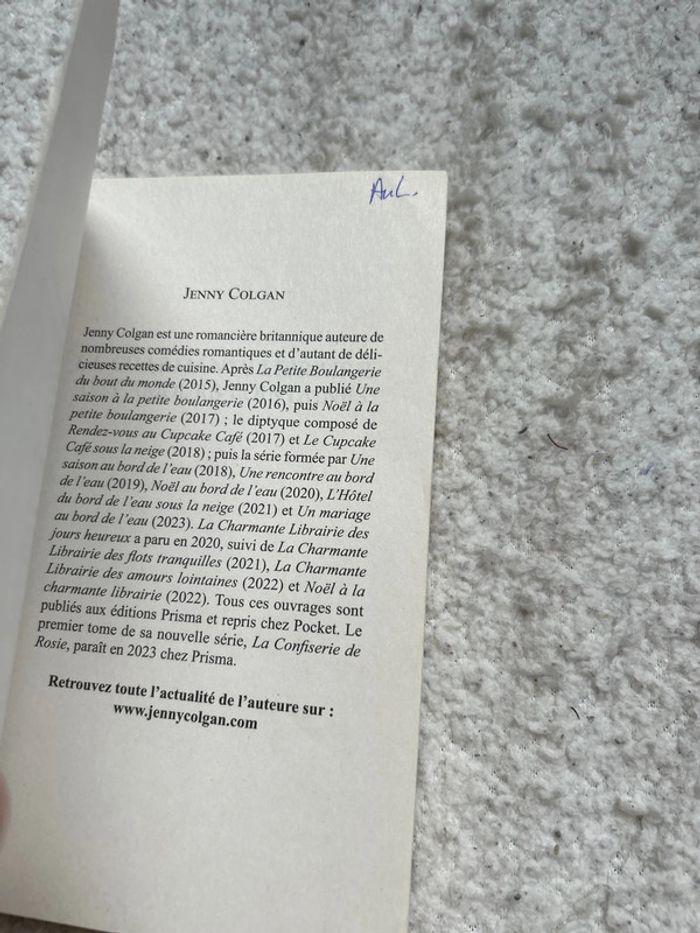 AuL.
JENNY COLGAN
Jenny Colgan est une romancière britannique auteure de
nombreuses comédies romantiques et d'autant de déli-
cieuses recettes de cuisine. Après La Petite Boulangerie
du bout du monde (2015), Jenny Colgan a publié Une
saison à la petite boulangerie (2016), puis Noël à la
petite boulangerie (2017) ; le diptyque composé de
Rendez-vous au Cupcake Café (2017) et Le Cupcake
Café sous la neige (2018) ; puis la série formée par Une
saison au bord de l'eau (2018), Une rencontre au bord
de l'eau (2019), Noël au bord de l'eau (2020), L'Hôtel
du bord de l'eau sous la neige (2021) et Un mariage
au bord de l'eau (2023). La Charmante Librairie des
jours heureux a paru en 2020, suivi de La Charmante
Librairie des flots tranquilles (2021), La Charmante
Librairie des amours lointaines (2022) et Noël à la
charmante librairie (2022). Tous ces ouvrages sont
publiés aux éditions Prisma et repris chez Pocket. Le
premier tome de sa nouvelle série, La Confiserie de
Rosie, paraît en 2023 chez Prisma.
Retrouvez toute l'actualité de l'auteure sur :
www.jennycolgan.com